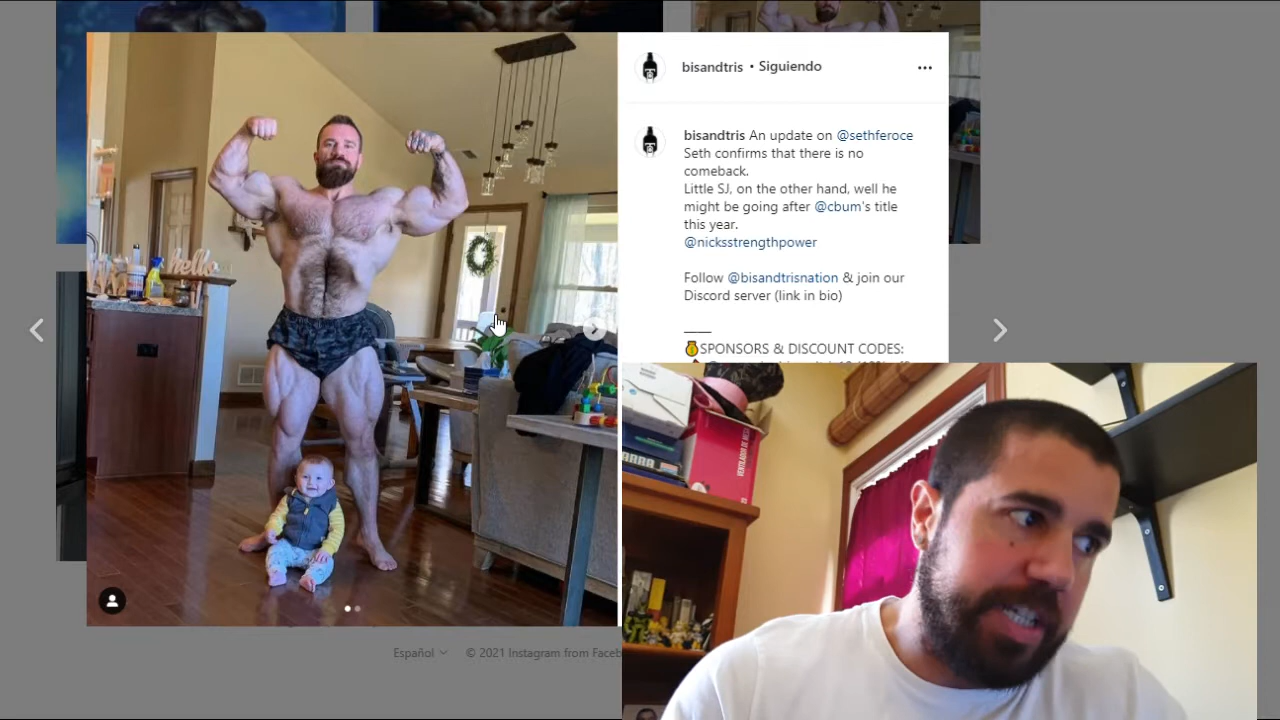 bisandtris • Siguiendo
bisandtris An update on @sethferoce
Seth confirms that there is no
comeback.
Little SJ, on the other hand, well he
might be going after @cbum's title
this year.
@nicksstrengthpower
Follow @bisandtrisnation & join our
Discord server (link in bio)
SPONSORS & DISCOUNT CODES:
hello
VENTILADOR DE
Español
© 2021 Instagram from Faceb